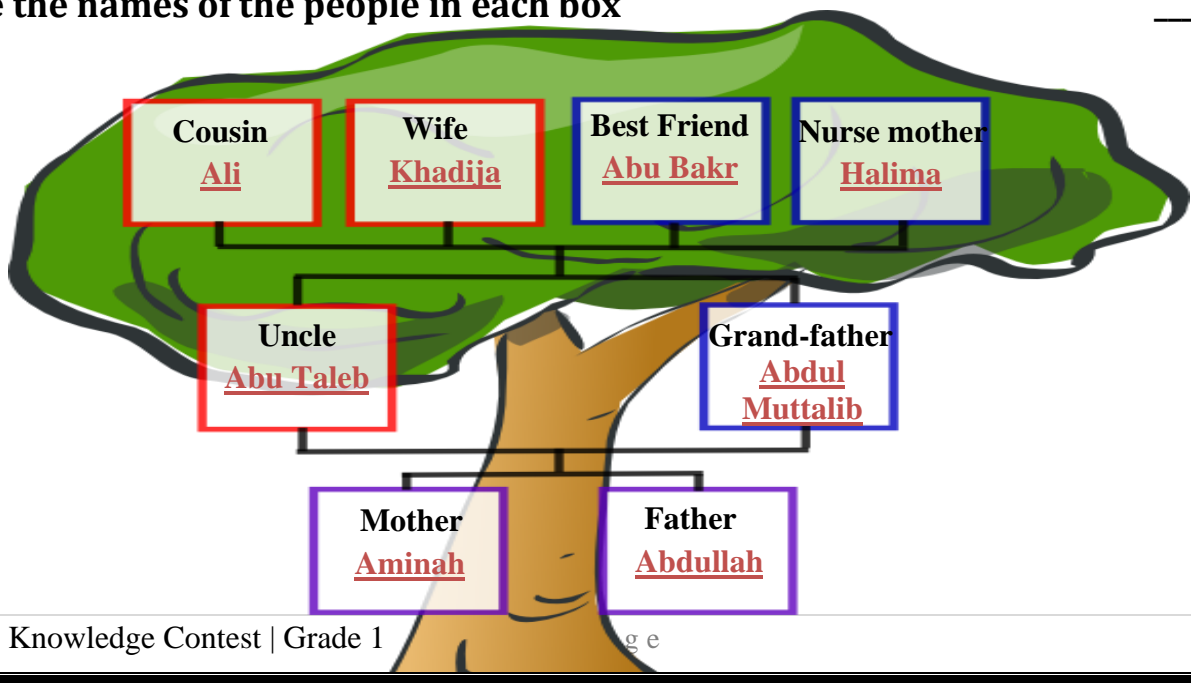 the names of the people in each box
Cousin
Ali
Wife
Khadija
Best Friend
Abu Bakr
Nurse mother
Halima
Uncle
Abu Taleb
Grand-father
Abdul
Muttalib
Mother
Aminah
Father
Abdullah
Knowledge Contest | Grade 1
g e